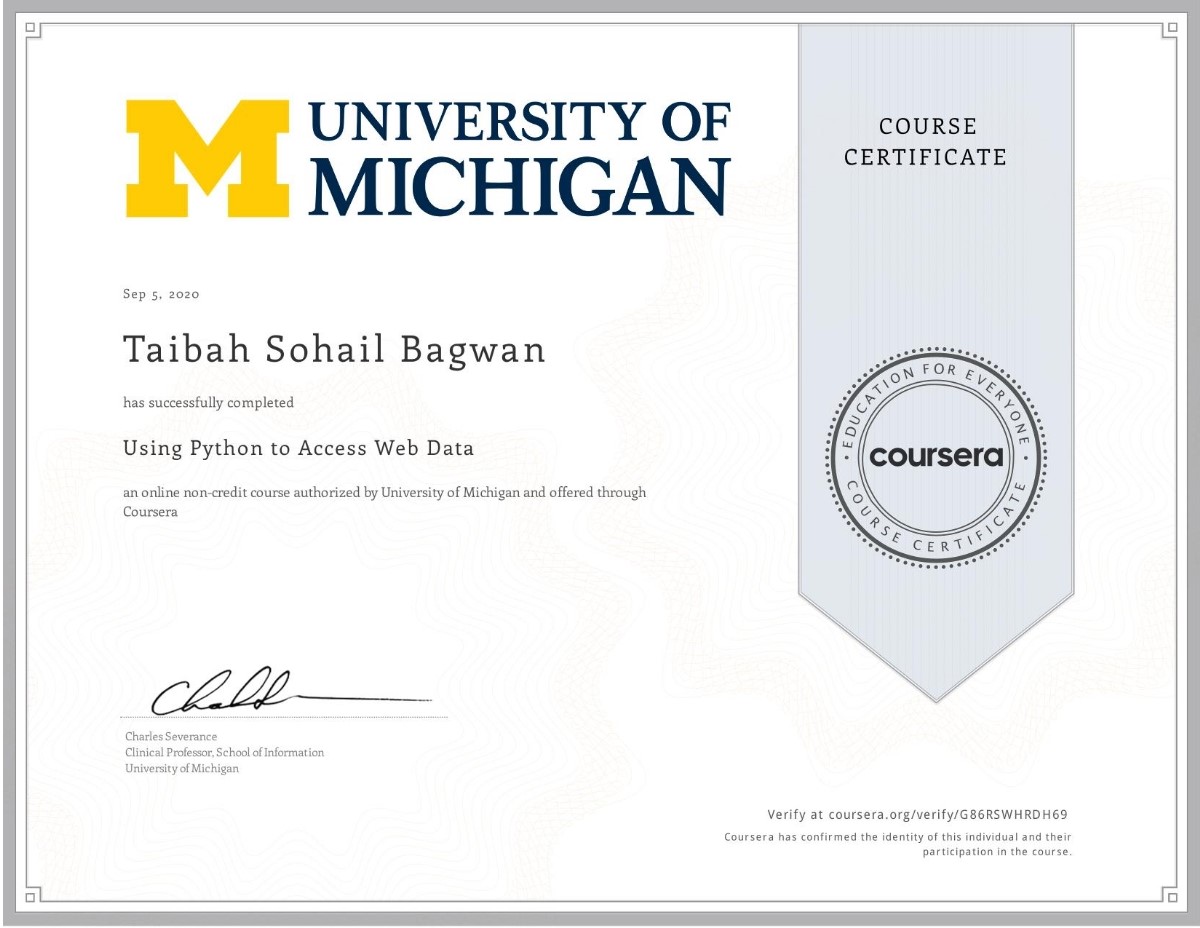 UNIVERSITY OF
MICHIGAN
COURSE
CERTIFICATE
Sep 5, 2020
Taibah Sohail Bagwan
has successfully completed
Using Python to Access Web Data
an online non-credit course authorized by University of Michigan and offered through
Coursera
EDUCATION FOR EVERYONE
coursera
COURSE CERTIFICATE
Charles Severance
Clinical Professor, School of Information
University of Michigan
Verify at coursera.org/verify/G86RSWHRDH69
Coursera has confirmed the identity of this individual and their
participation in the course.